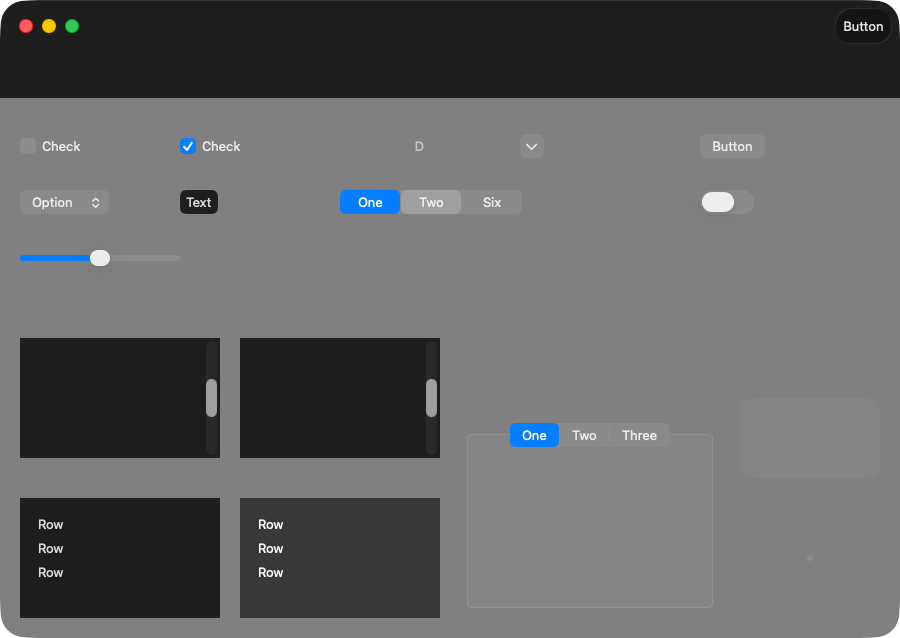 Button
Check
Check
D
Button
Option
Text
One
Two
Six
One
Two
Three
Row
Row
Row
Row
Row
Row